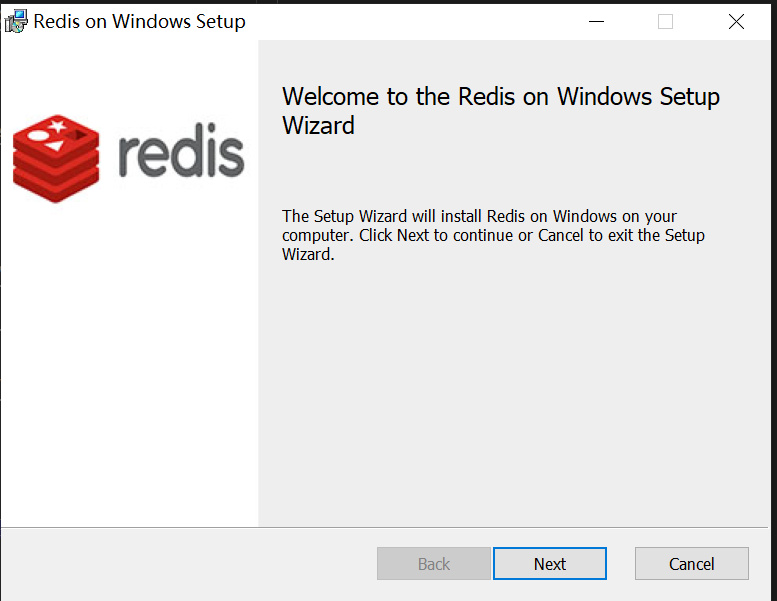 Redis on Windows Setup
redis
Welcome to the Redis on Windows Setup
Wizard
The Setup Wizard will install Redis on Windows on your
computer. Click Next to continue or Cancel to exit the Setup
Wizard.
Back
Next
Cancel